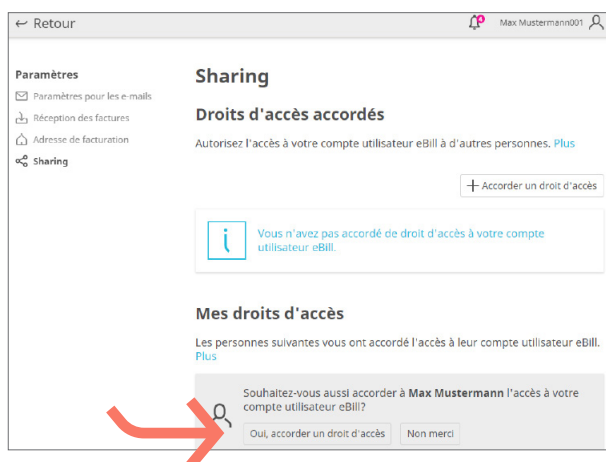 ← Retour
Max Mustermann001
Paramètres
Paramètres pour les e-mails
Réception des factures
Adresse de facturation
Sharing
Sharing
Droits d'accès accordés
Autorisez l'accès à votre compte utilisateur eBill à d'autres personnes. Plus
+ Accorder un droit d'accès
Vous n'avez pas accordé de droit d'accès à votre compte
utilisateur eBill.
Mes droits d'accès
Les personnes suivantes vous ont accordé l'accès à leur compte utilisateur eBill.
Plus
Souhaitez-vous aussi accorder à Max Mustermann l'accès à votre
compte utilisateur eBill?
Oui, accorder un droit d'accès Non merci